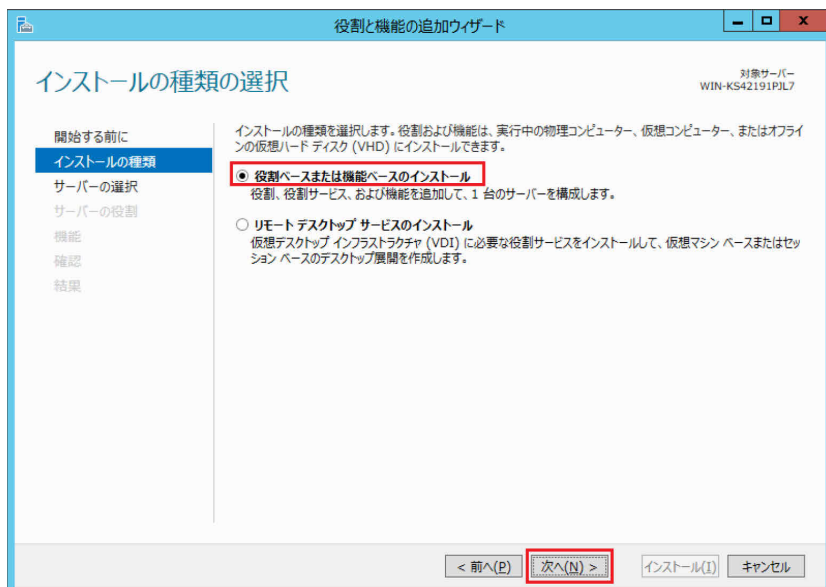 役割と機能の追加ウィザード
インストールの種類の選択
対象サーバー
WIN-KS42191PJL7
開始する前に
インストールの種類
サーバーの選択
サーバーの役割
機能
確認
結果
インストールの種類を選択します。役割および機能は、実行中の物理コンピューター、仮想コンピューター、またはオフライ
ンの仮想ハード ディスク (VHD) にインストールできます。
役割ベースまたは機能ベースのインストール
役割、役割サービス、および機能を追加して、1 台のサーバーを構成します。
リモート デスクトップ サービスのインストール
仮想デスクトップ インフラストラクチャ (VDI) に必要な役割サービスをインストールして、仮想マシン ベースまたはセッ
ション ベースのデスクトップ展開を作成します。
< 前へ(P)
次へ(N) >
インストール(I)
キャンセル